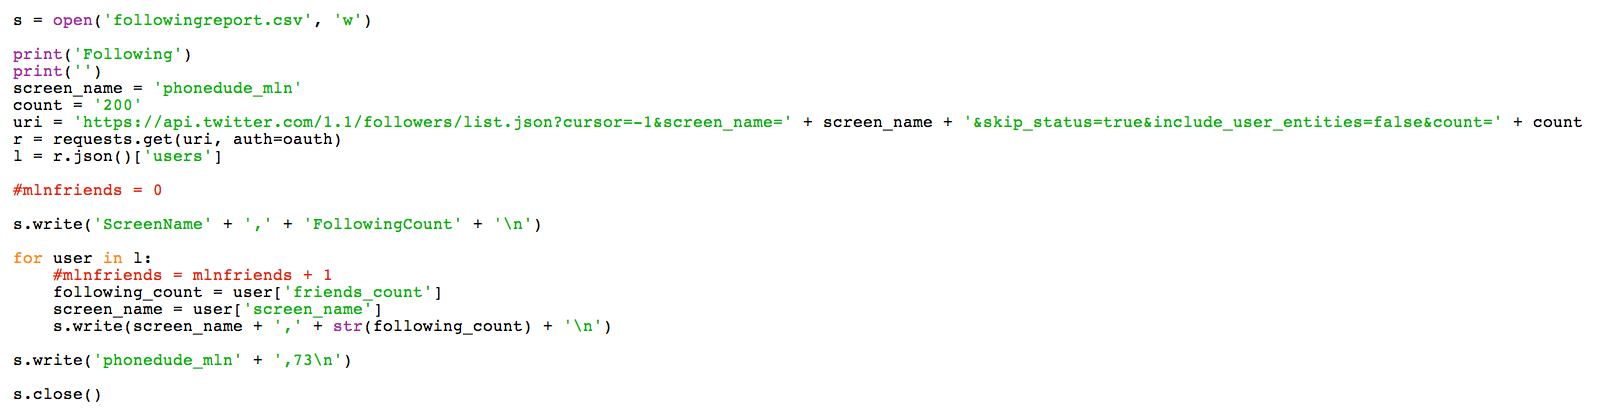 s = open('followingreport.csv', 'w')
print('Following')
print('')
screen_name = 'phonedude_mln'
count = '200'
uri = 'https://api.twitter.com/1.1/followers/list.json?cursor=-1&screen_name=' + screen_name + '&skip_status=true&include_user_entities=false&count=' + count
r = requests.get(uri, auth=oauth)
l = r.json()['users']
#mlnfriends = 0
s.write('ScreenName' + ',' + 'FollowingCount' + '\n')
for user in l:
    #mlnfriends = mlnfriends + 1
    following_count = user['friends_count']
    screen_name = user['screen_name']
    s.write(screen_name + ',' + str(following_count) + '\n')
s.write('phonedude_mln' + ',73\n')
s.close()